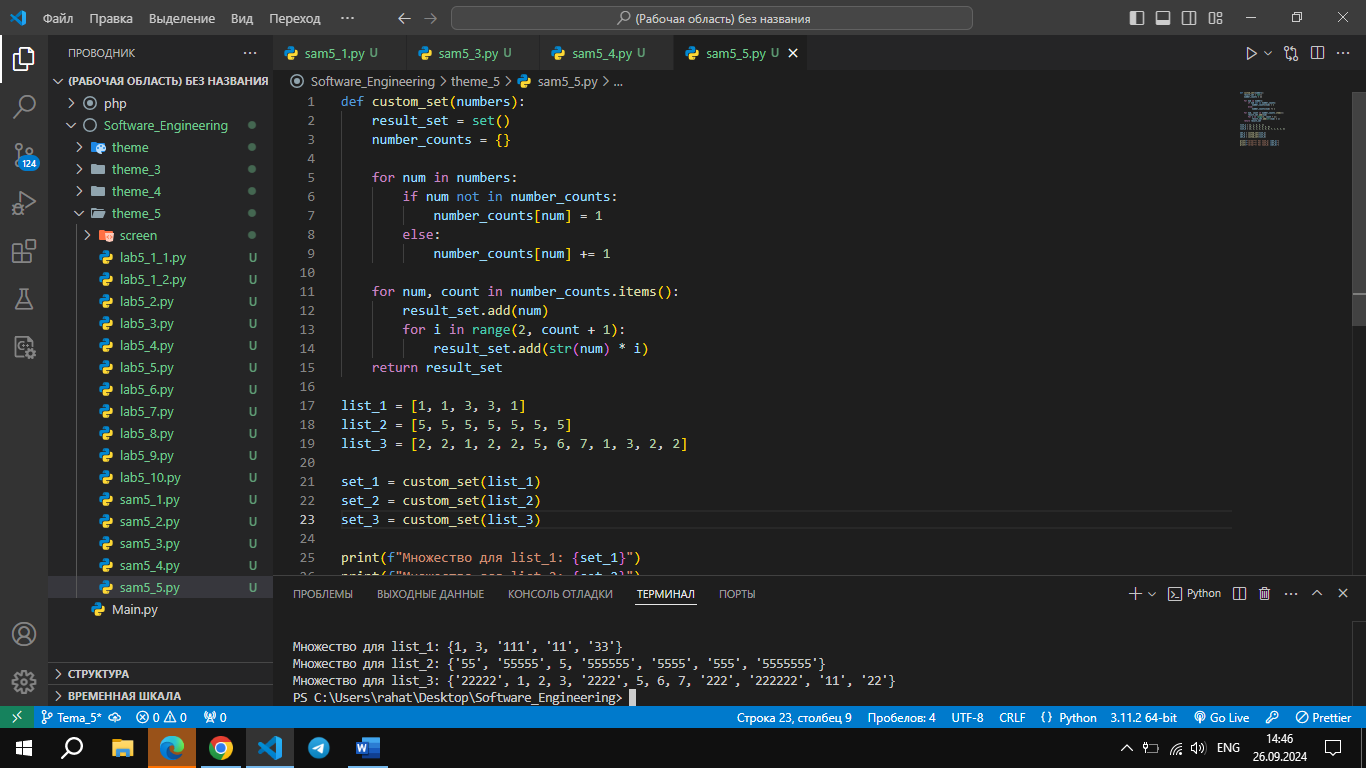 Файл Правка Выделение Вид Переход ··· (Рабочая область) без названия
ПРОВОДНИК ···
(РАБОЧАЯ ОБЛАСТЬ) БЕЗ НАЗВАНИЯ
php
Software_Engineering
theme
theme_3
theme_4
theme_5
screen
lab5_1_1.py U
lab5_1_2.py U
lab5_2.py U
lab5_3.py U
lab5_4.py U
lab5_5.py U
lab5_6.py U
lab5_7.py U
lab5_8.py U
lab5_9.py U
lab5_10.py U
sam5_1.py U
sam5_2.py U
sam5_3.py U
sam5_4.py U
sam5_5.py U
Main.py
СТРУКТУРА
ВРЕМЕННАЯ ШКАЛА
124
sam5_1.py U sam5_3.py U sam5_4.py U sam5_5.py U
Software_Engineering > theme_5 > sam5_5.py > ...
1 def custom_set(numbers):
2 result_set = set()
3 number_counts = {}
4
5 for num in numbers:
6 if num not in number_counts:
7 number_counts[num] = 1
8 else:
9 number_counts[num] += 1
10
11 for num, count in number_counts.items():
12 result_set.add(num)
13 for i in range(2, count + 1):
14 result_set.add(str(num) * i)
15 return result_set
16
17 list_1 = [1, 1, 3, 3, 1]
18 list_2 = [5, 5, 5, 5, 5, 5, 5]
19 list_3 = [2, 2, 1, 2, 2, 5, 6, 7, 1, 3, 2, 2]
20
21 set_1 = custom_set(list_1)
22 set_2 = custom_set(list_2)
23 set_3 = custom_set(list_3)
24
25 print(f"Множество для list_1: {set_1}")
26 print(f"Множество для list_2: {set_2}")
ПРОБЛЕМЫ ВЫХОДНЫЕ ДАННЫЕ КОНСОЛЬ ОТЛАДКИ ТЕРМИНАЛ ПОРТЫ Python
Множество для list_1: {1, 3, '111', '11', '33'}
Множество для list_2: {'55', '55555', 5, '555555', '5555', '555', '5555555'}
Множество для list_3: {'22222', 1, 2, 3, '2222', 5, 6, 7, '222', '222222', '11', '22'}
PS C:\Users\rahat\Desktop\Software_Engineering>
Tema_5* 0 0 0 Строка 23, столбец 9 Пробелов: 4 UTF-8 CRLF Python 3.11.2 64-bit Go Live Prettier
ENG 14:46
26.09.2024